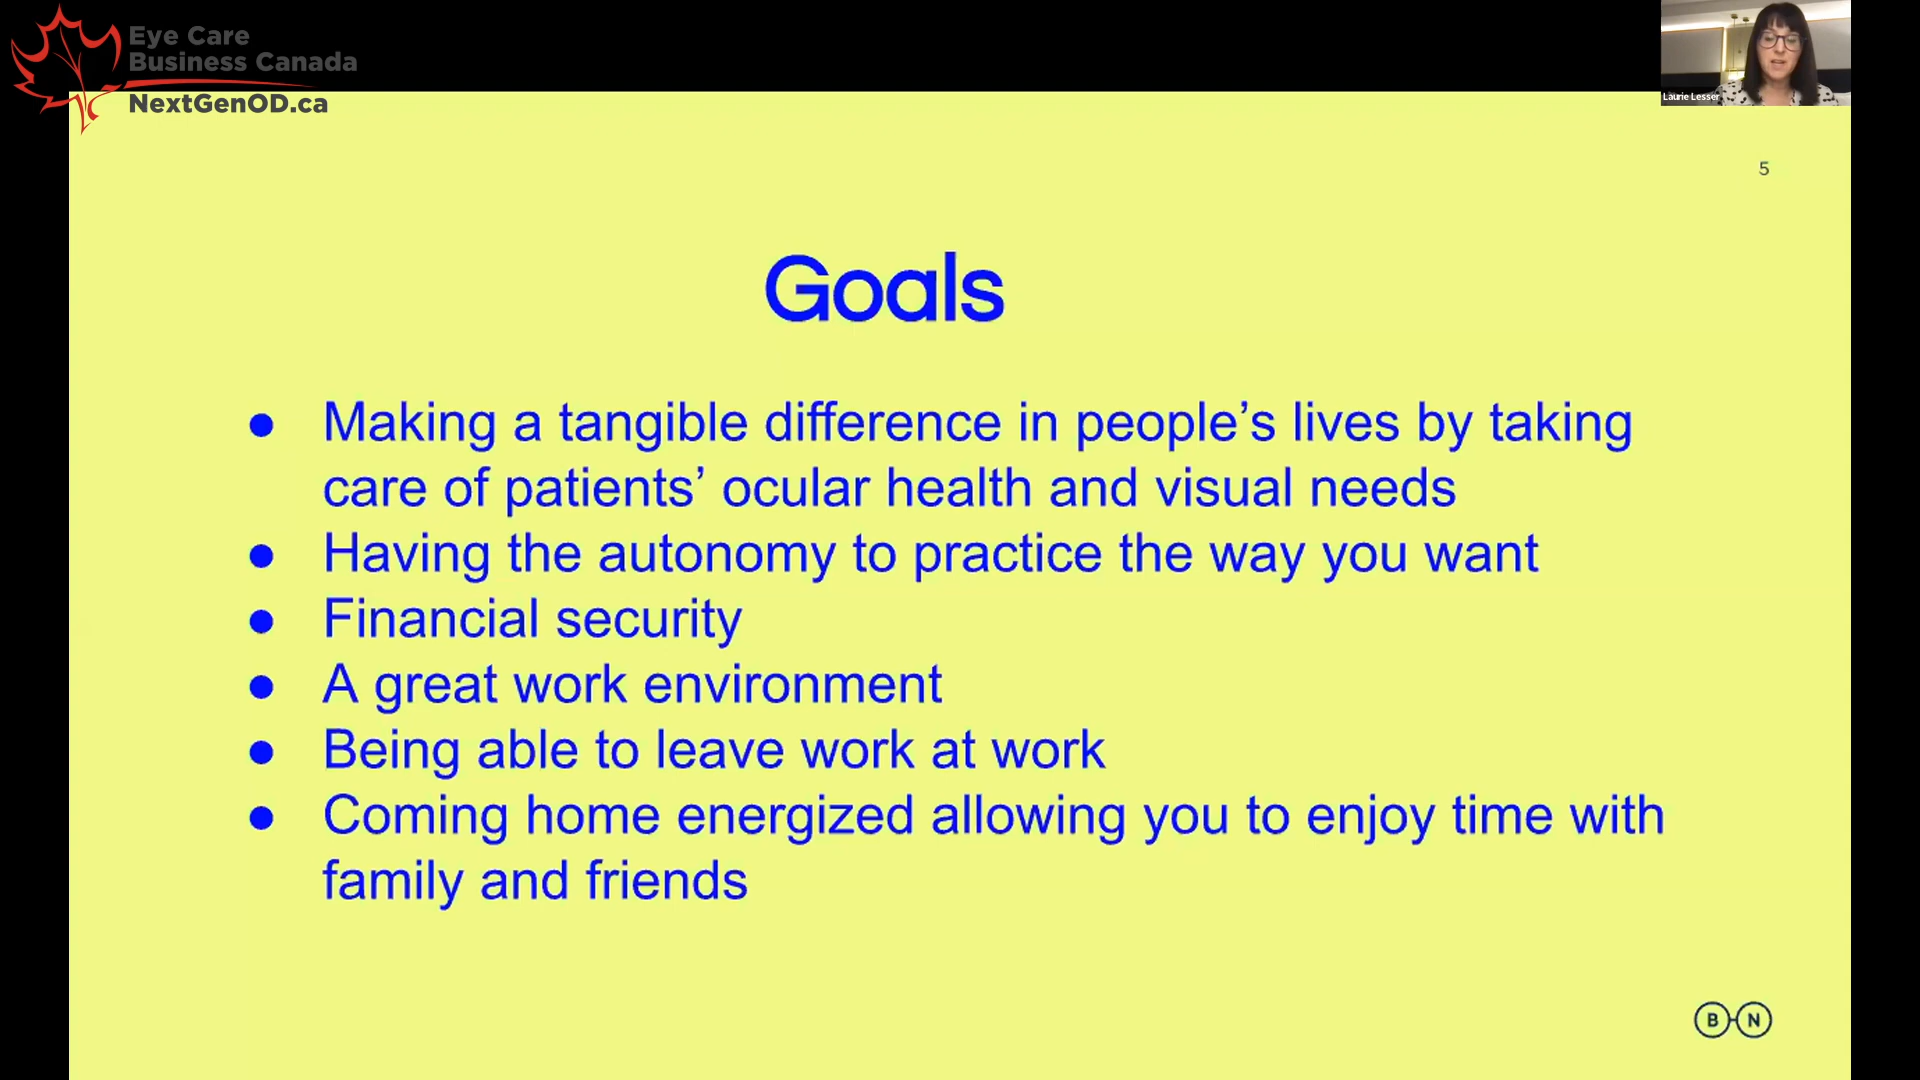 Eye Care
Business Canada
NextGenOD.ca
Laurie Lesser
5
Goals
● Making a tangible difference in people’s lives by taking
care of patients’ ocular health and visual needs
● Having the autonomy to practice the way you want
● Financial security
● A great work environment
● Being able to leave work at work
● Coming home energized allowing you to enjoy time with
family and friends
B N